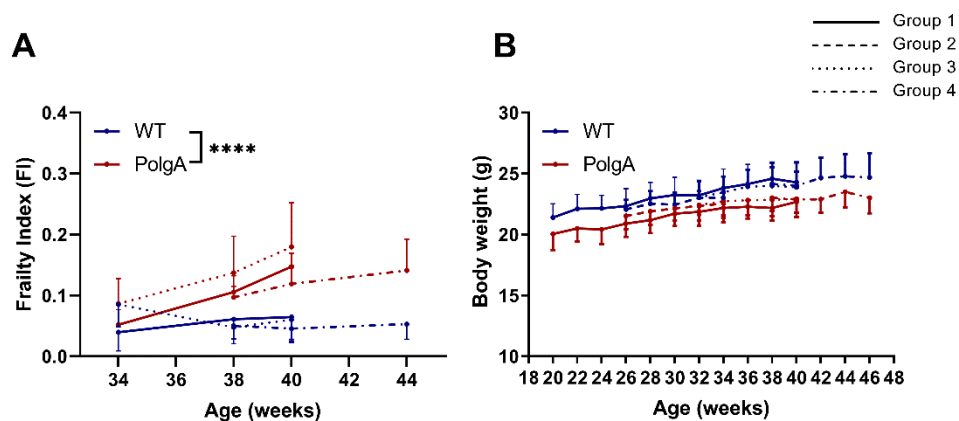 Group 1
Group 2
Group 3
Group 4
A
Frailty Index (FI)
0.4
0.3
0.2
0.1
0.0
WT
PolgA
****
34 36 38 40 42 44
Age (weeks)
B
Body weight (g)
30
25
20
15
10
WT
PolgA
18 20 22 24 26 28 30 32 34 36 38 40 42 44 46 48
Age (weeks)